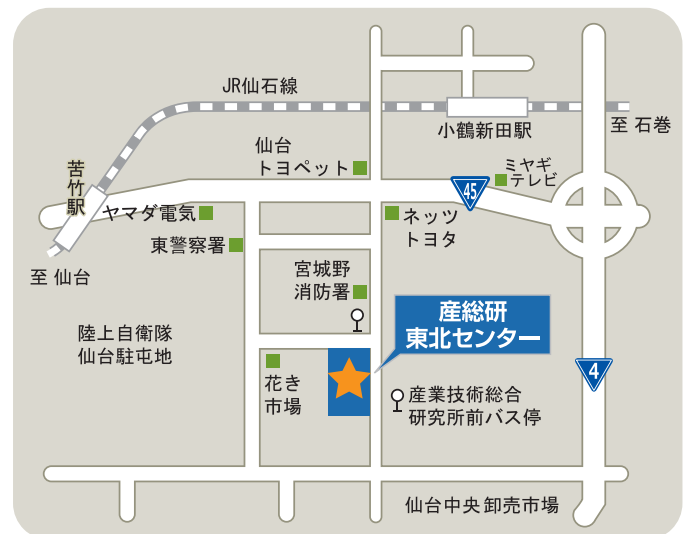 JR仙石線
小鶴新田駅
至 石巻
仙台
トヨペット
苦竹駅
45
ミヤギ
テレビ
ヤマダ電気
ネッツ
トヨタ
東警察署
至 仙台
宮城野
消防署
産総研
東北センター
陸上自衛隊
仙台駐屯地
4
花き
市場
産業技術総合
研究所前バス停
仙台中央卸売市場